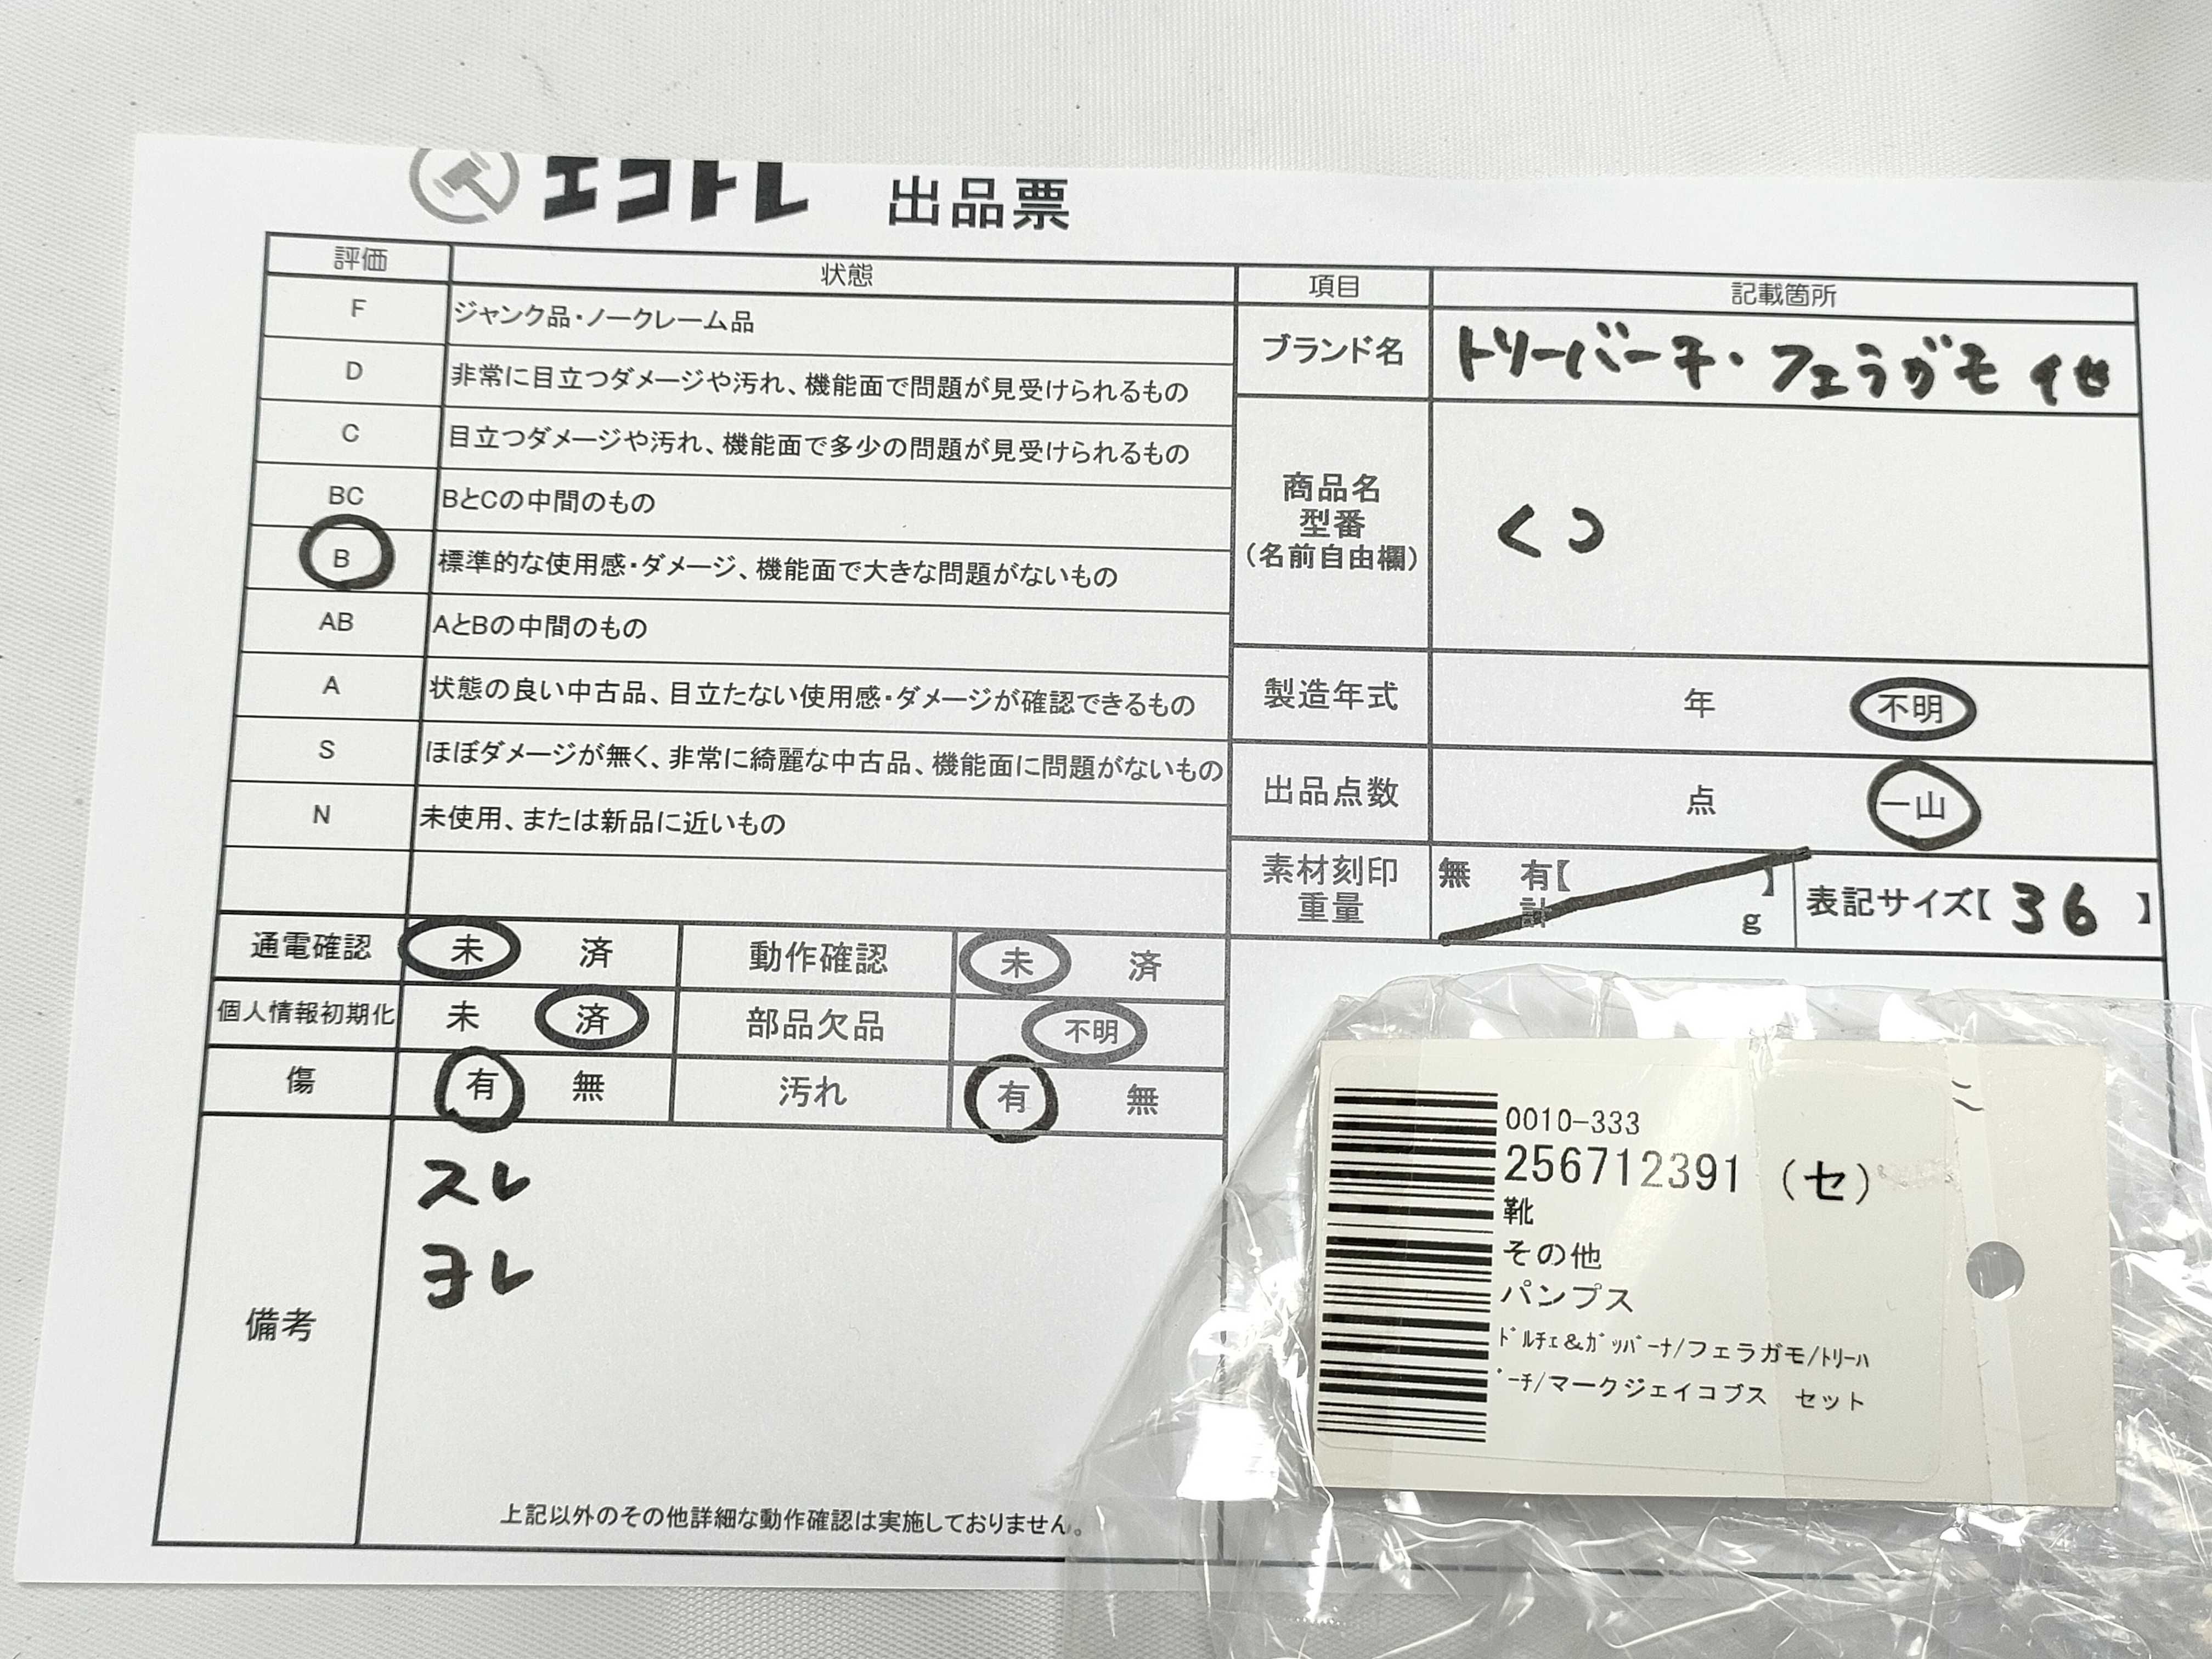 エコトレ 出品票
評価 状態
F ジャンク品・ノークレーム品
D 非常に目立つダメージや汚れ、機能面で問題が見受けられるもの
C 目立つダメージや汚れ、機能面で多少の問題が見受けられるもの
BC BとCの中間のもの
B 標準的な使用感・ダメージ、機能面で大きな問題がないもの
AB AとBの中間のもの
A 状態の良い中古品、目立たない使用感・ダメージが確認できるもの
S ほぼダメージが無く、非常に綺麗な中古品、機能面に問題がないもの
N 未使用、または新品に近いもの
通電確認 未 済 動作確認 未 済
個人情報初期化 未 済 部品欠品 不明
傷 有 無 汚れ 有 無
備考
スレ
ヨレ
上記以外のその他詳細な動作確認は実施しておりません。
項目 記載箇所
ブランド名 トリーバーチ・フェラガモ 他
商品名
型番
(名前自由欄)
くつ
製造年式 年 不明
出品点数 点 一山
素材刻印 無 有【 】
重量 計 g
表記サイズ【 36 】
0010-333
256712391 (セ)
靴
その他
パンプス
ﾄﾞﾙﾁｪ&ｶﾞｯﾊﾞｰﾅ/フェラガモ/ﾄﾘｰﾊ
ﾞｰﾁ/マークジェイコブス セット